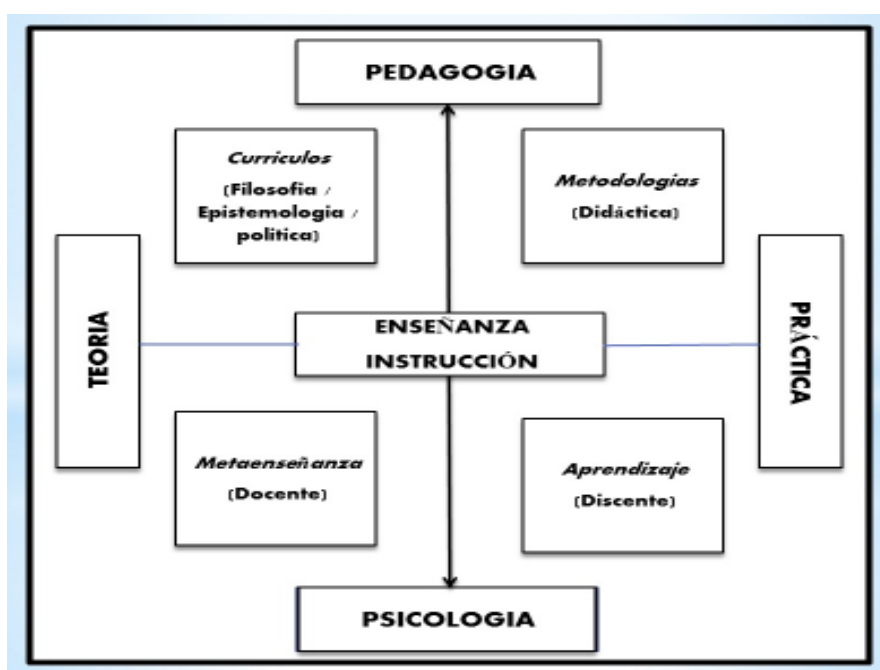 PEDAGOGIA
Curriculos
(Filosofia /
Epistemologia /
politica)
Metodologias
(Didáctica)
TEORIA
ENSEÑANZA
INSTRUCCIÓN
PRÁCTICA
Metaenseñanza
(Docente)
Aprendizaje
(Discente)
PSICOLOGIA